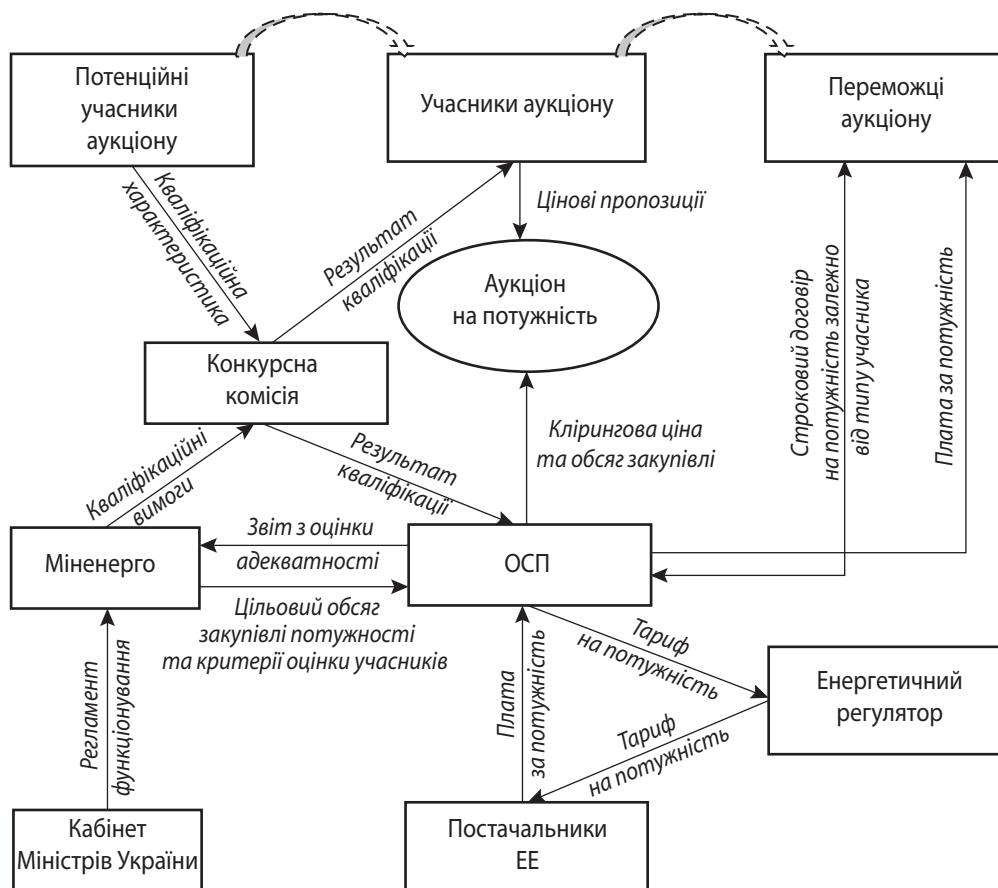 Потенційні
учасники
аукціону
Учасники аукціону
Переможці
аукціону
Кваліфікаційна
характеристика
Результат
кваліфікації
Цінові пропозиції
Аукціон
на потужність
Строковий договір
на потужність залежно
від типу учасника
Плата за потужність
Конкурсна
комісія
Кваліфікаційні
вимоги
Результат
кваліфікації
Клірингова ціна
та обсяг закупівлі
Міненерго
Звіт з оцінки
адекватності
ОСП
Цільовий обсяг
закупівлі потужності
та критерії оцінки учасників
Регламент
функціонування
Плата
за потужність
Тариф
на потужність
Енергетичний
регулятор
Тариф
на потужність
Кабінет
Міністрів України
Постачальники
ЕЕ